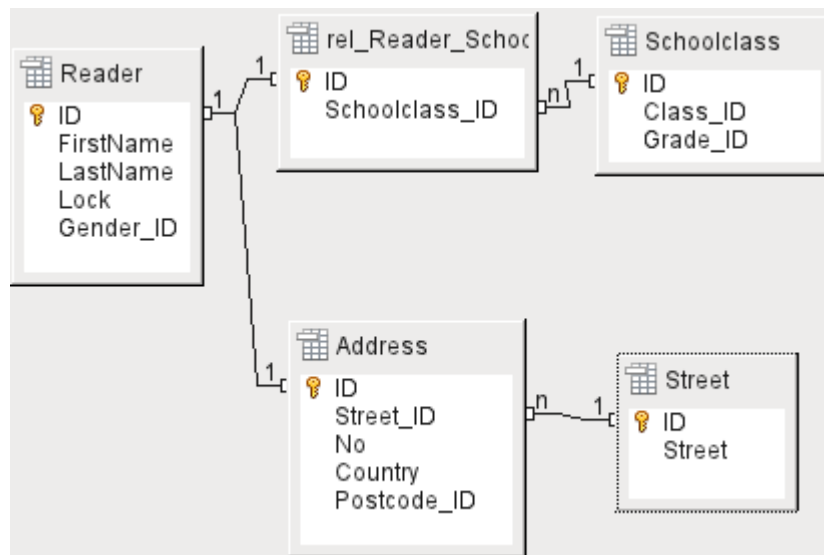 Reader
ID
FirstName
LastName
Lock
Gender_ID
1
1
rel_Reader_Schoo
ID
Schoolclass_ID
n
1
Schoolclass
ID
Class_ID
Grade_ID
1
Address
ID
Street_ID
No
Country
Postcode_ID
n
1
Street
ID
Street